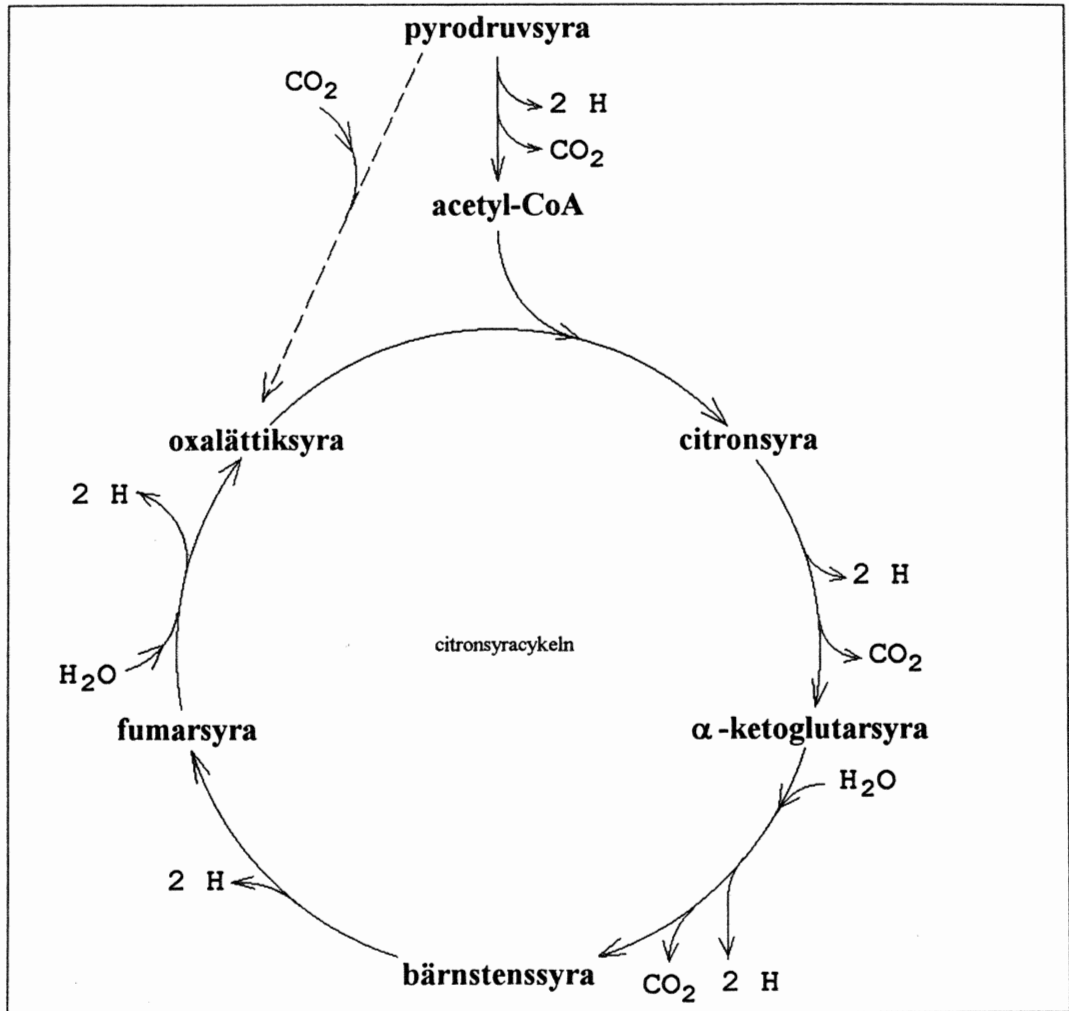 pyrodruvsyra
CO₂
2 H
CO₂
acetyl-CoA
oxalättiksyra
citronsyra
2 H
2 H
citronsyracykeln
CO₂
H₂O
fumarsyra
α-ketoglutarsyra
H₂O
2 H
bärnstenssyra
CO₂ 2 H